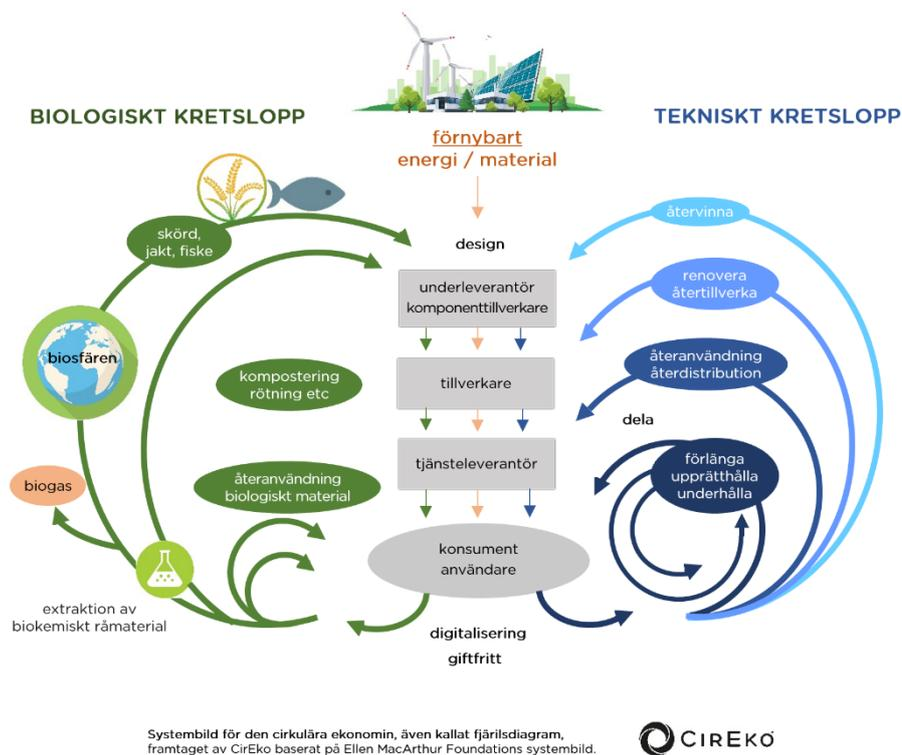 BIOLOGISKT KRETSLOPP
TEKNISKT KRETSLOPP
förnybart
energi / material
design
skörd,
jakt, fiske
biosfären
kompostering
rötning etc
återanvändning
biologiskt material
biogas
extraktion av
biokemiskt råmaterial
underleverantör
komponenttillverkare
tillverkare
tjänsteleverantör
konsument
användare
digitalisering
giftfritt
återvinna
renovera
återtillverka
återanvändning
återdistribution
dela
förlänga
upprätthålla
underhålla
Systembild för den cirkulära ekonomin, även kallat fjärilsdiagram,
framtaget av CirEko baserat på Ellen MacArthur Foundations systembild.
CIREKO